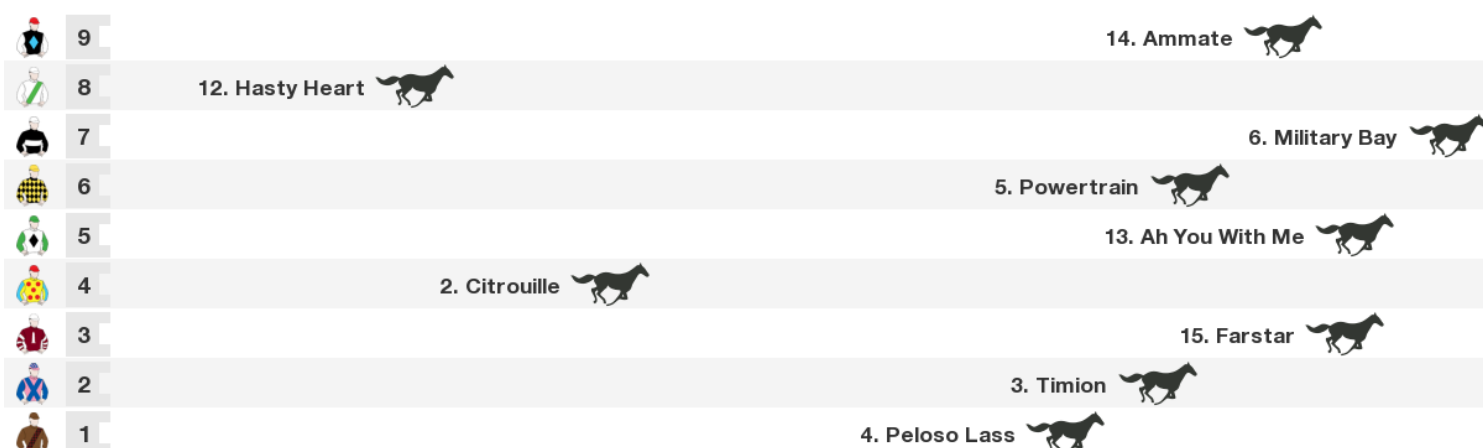 9 14. Ammate
8 12. Hasty Heart
7 6. Military Bay
6 5. Powertrain
5 13. Ah You With Me
4 2. Citrouille
3 15. Farstar
2 3. Timion
1 4. Peloso Lass